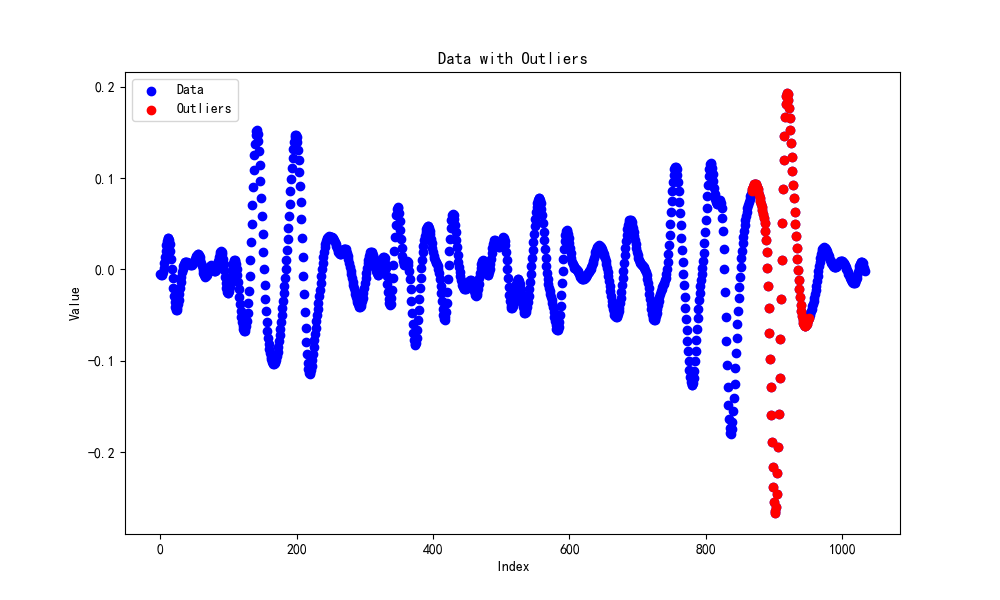 Data with Outliers
Data
Outliers
0.2
0.1
0.0
−0.1
−0.2
Value
0 200 400 600 800 1000
Index